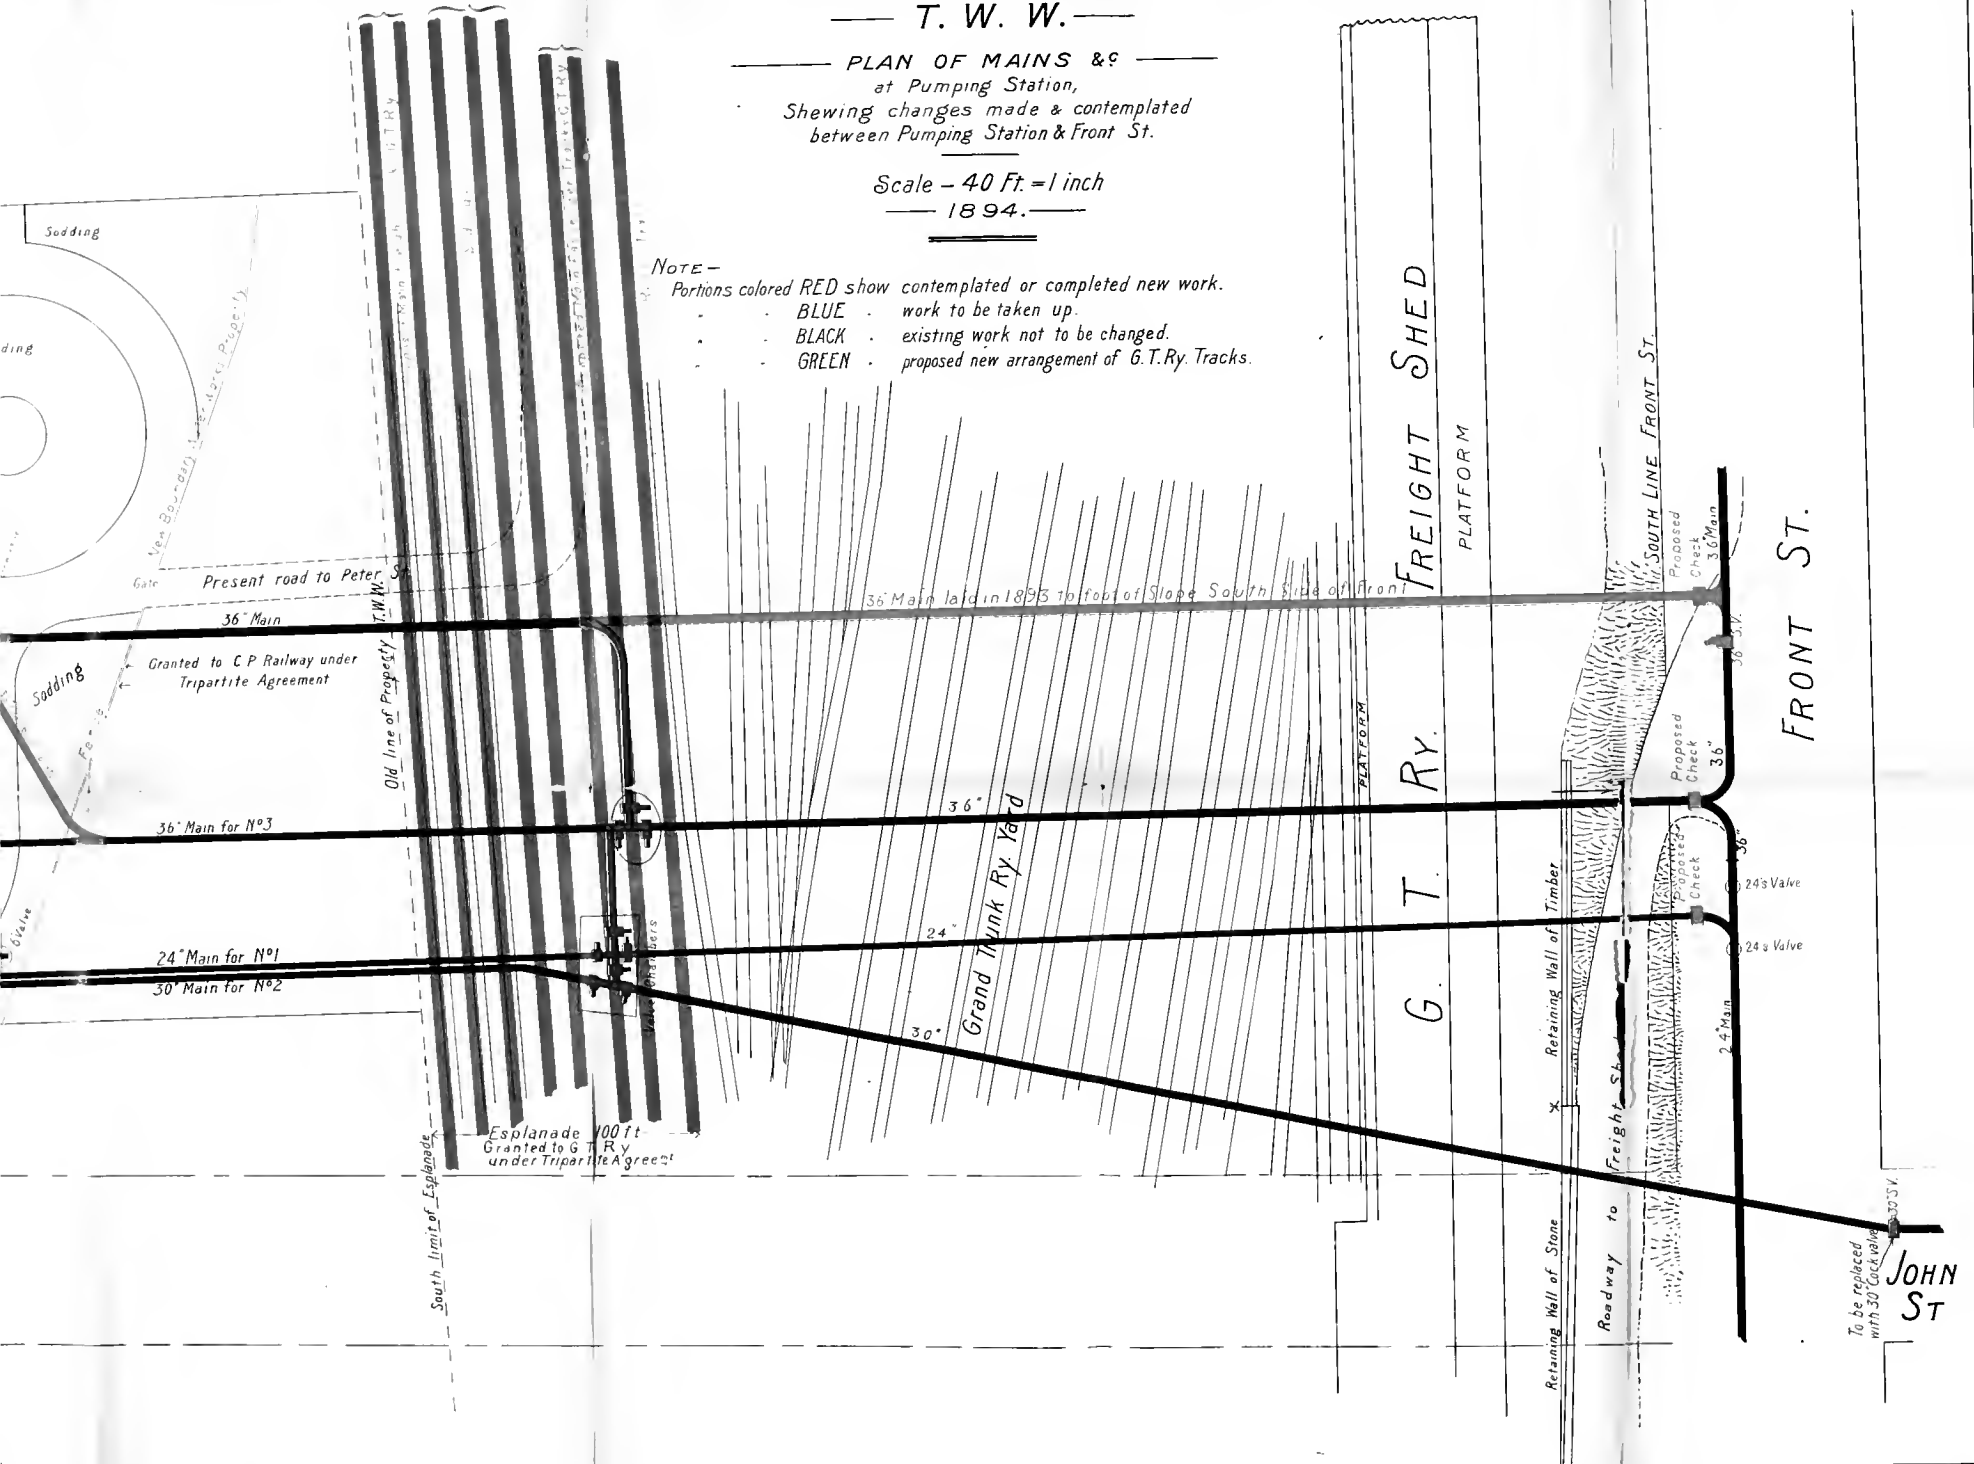 T. W. W.
PLAN OF MAINS &c
at Pumping Station,
Shewing changes made & contemplated
between Pumping Station & Front St.
Scale – 40 Ft. = 1 inch
1894.
NOTE –
Portions colored RED show contemplated or completed new work.
" " BLUE " work to be taken up.
" " BLACK " existing work not to be changed.
" " GREEN " proposed new arrangement of G.T.Ry. Tracks.
Sodding
ding
Gate
Present road to Peter St
36" Main
Granted to C P Railway under
Tripartite Agreement
Sodding
Old line of Property T.W.W.
36" Main for No3
Valve
24" Main for No1
30" Main for No2
Valve Chambers
Esplanade 100 ft
Granted to G T Ry
under Tripartite Agreemt
South limit of Esplanade
36" Main laid in 1893 to foot of Slope South Side of Front
36"
24"
30"
Grand Trunk Ry. Yard
FREIGHT SHED
PLATFORM
PLATFORM
G. T. RY.
SOUTH LINE FRONT ST.
Proposed
Check
36" Main
36" S.V.
FRONT ST.
Proposed
Check
36"
36"
Proposed
Check
24" s Valve
24" s Valve
24" Main
Retaining Wall of Timber
Retaining Wall of Stone
Roadway to Freight Shed
30" S.V.
To be replaced
with 30" Cock valve
JOHN
ST